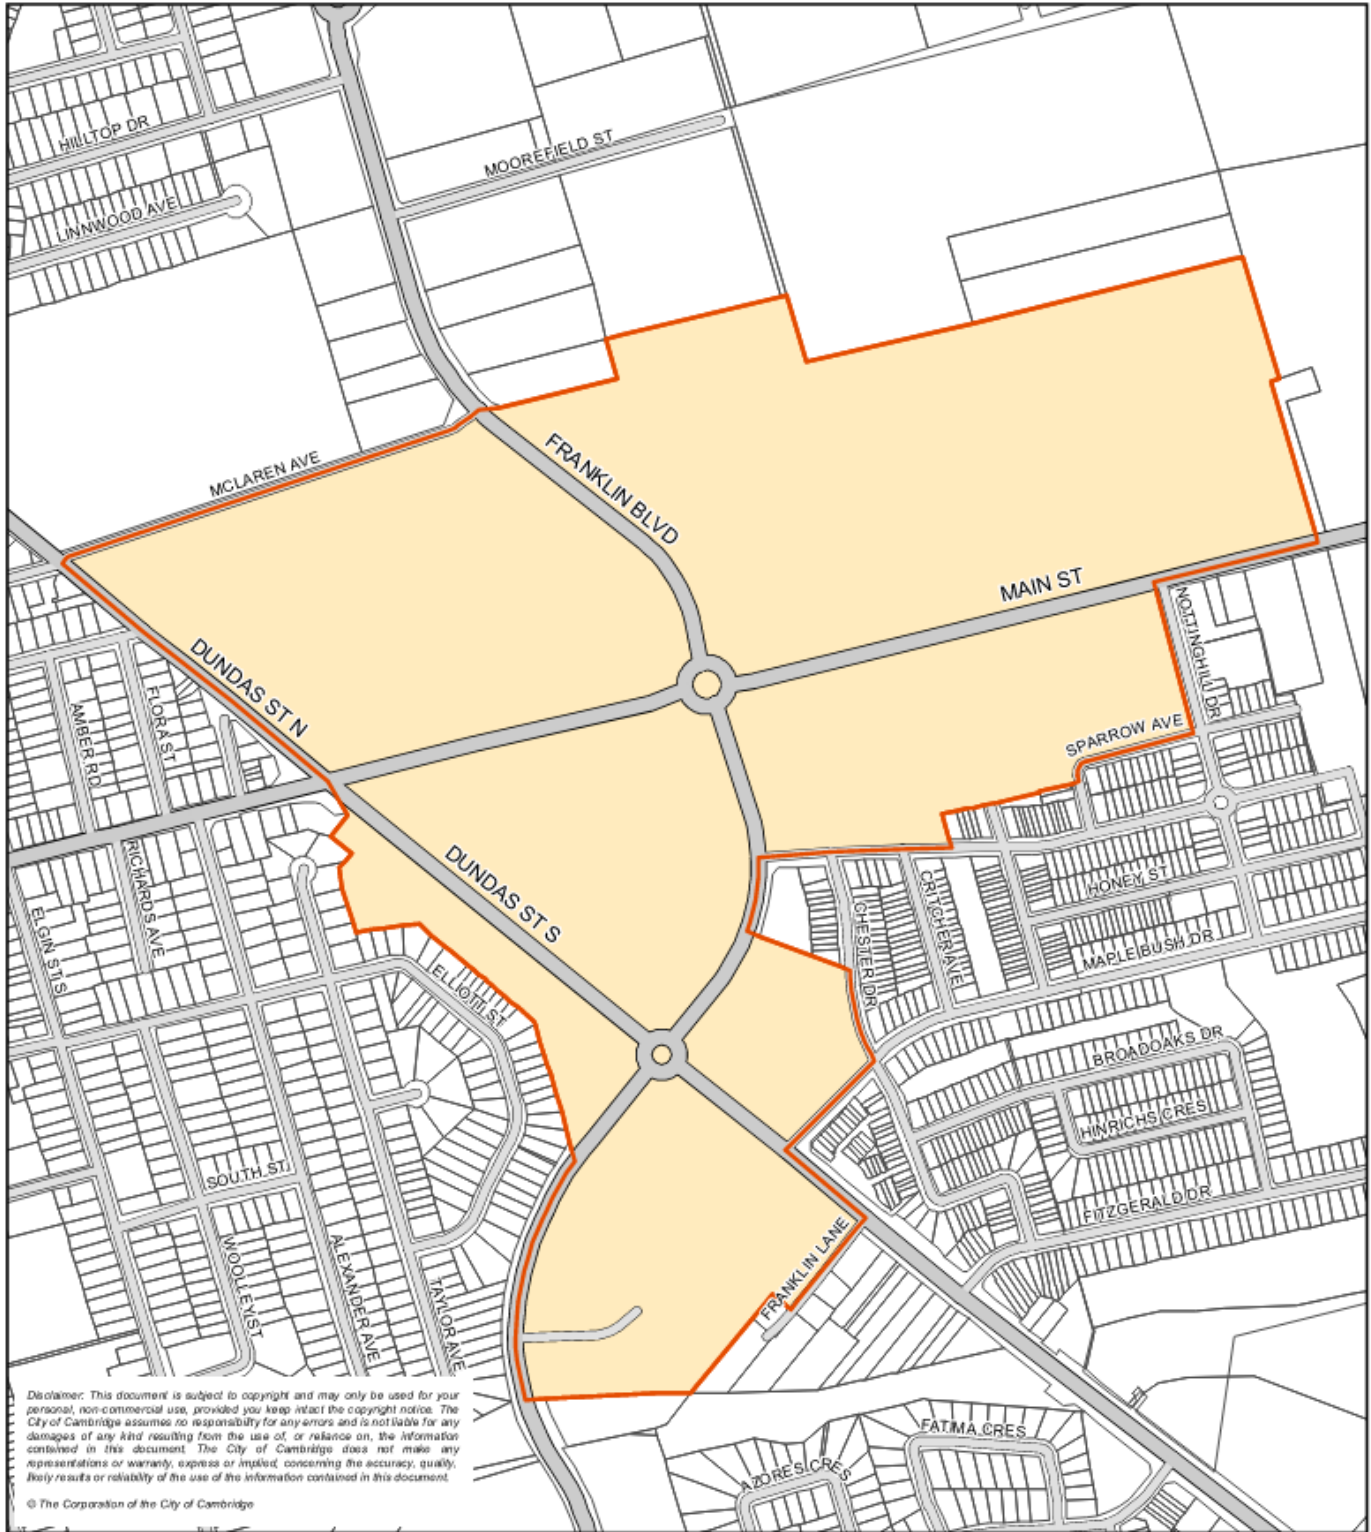 HILLTOP DR
MOOREFIELD ST
LINNWOOD AVE
FRANKLIN BLVD
MCLAREN AVE
MAIN ST
NOTTINGHILL DR
DUNDAS ST N
FLORA ST
AMBER RD
SPARROW AVE
RICHARDS AVE
DUNDAS ST S
HONEY ST
CRITCHER AVE
CHESTER DR
ELGIN ST S
MAPLE BUSH DR
ELLIOTT ST
BROADOAKS DR
HINRICHS CRES
SOUTH ST
FITZGERALD DR
FRANKLIN LANE
WOOLLEY ST
ALEXANDER AVE
TAYLOR AVE
Disclaimer: This document is subject to copyright and may only be used for your
personal, non-commercial use, provided you keep intact the copyright notice. The
City of Cambridge assumes no responsibility for any errors and is not liable for any
damages of any kind resulting from the use of, or reliance on, the information
contained in this document. The City of Cambridge does not make any
representations or warranty, express or implied, concerning the accuracy, quality,
likely results or reliability of the use of the information contained in this document.
© The Corporation of the City of Cambridge
FATIMA CRES
AZORES CRES